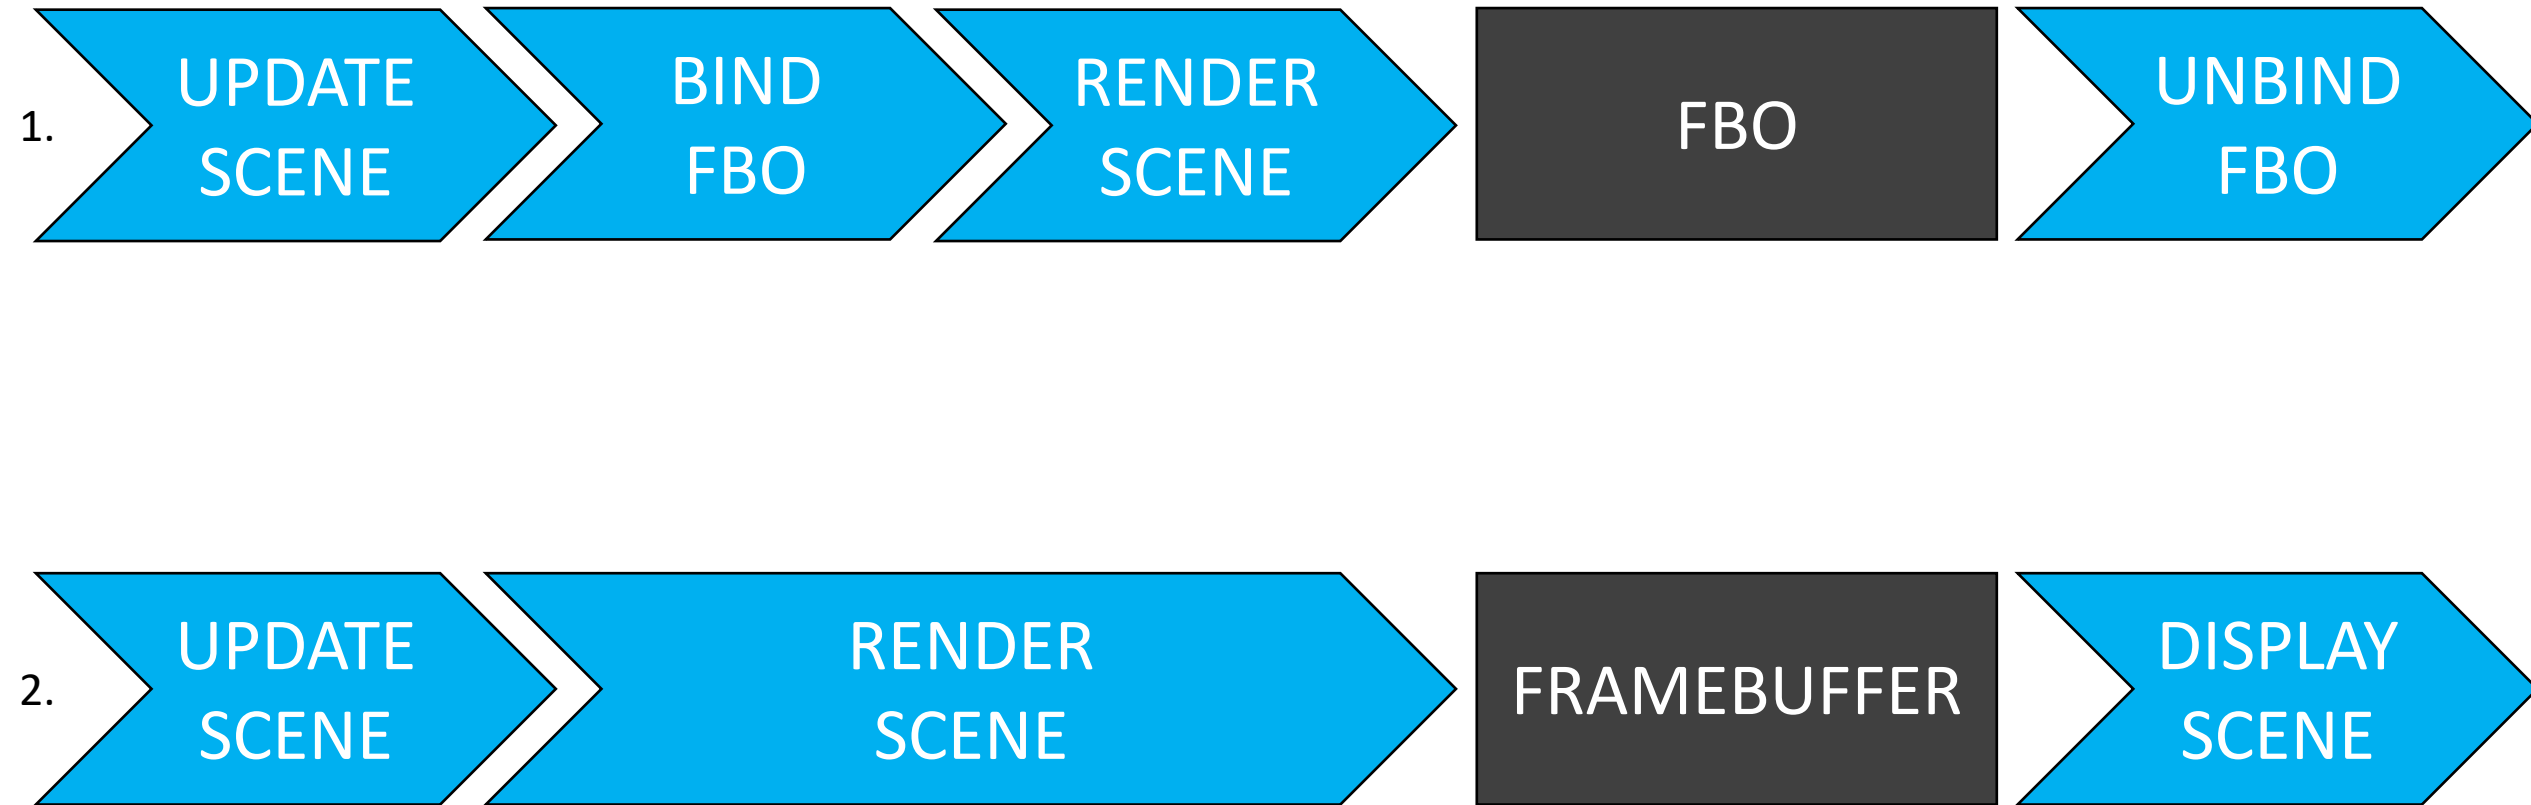 1.
UPDATE
SCENE
BIND
FBO
RENDER
SCENE
FBO
UNBIND
FBO
2.
UPDATE
SCENE
RENDER
SCENE
FRAMEBUFFER
DISPLAY
SCENE